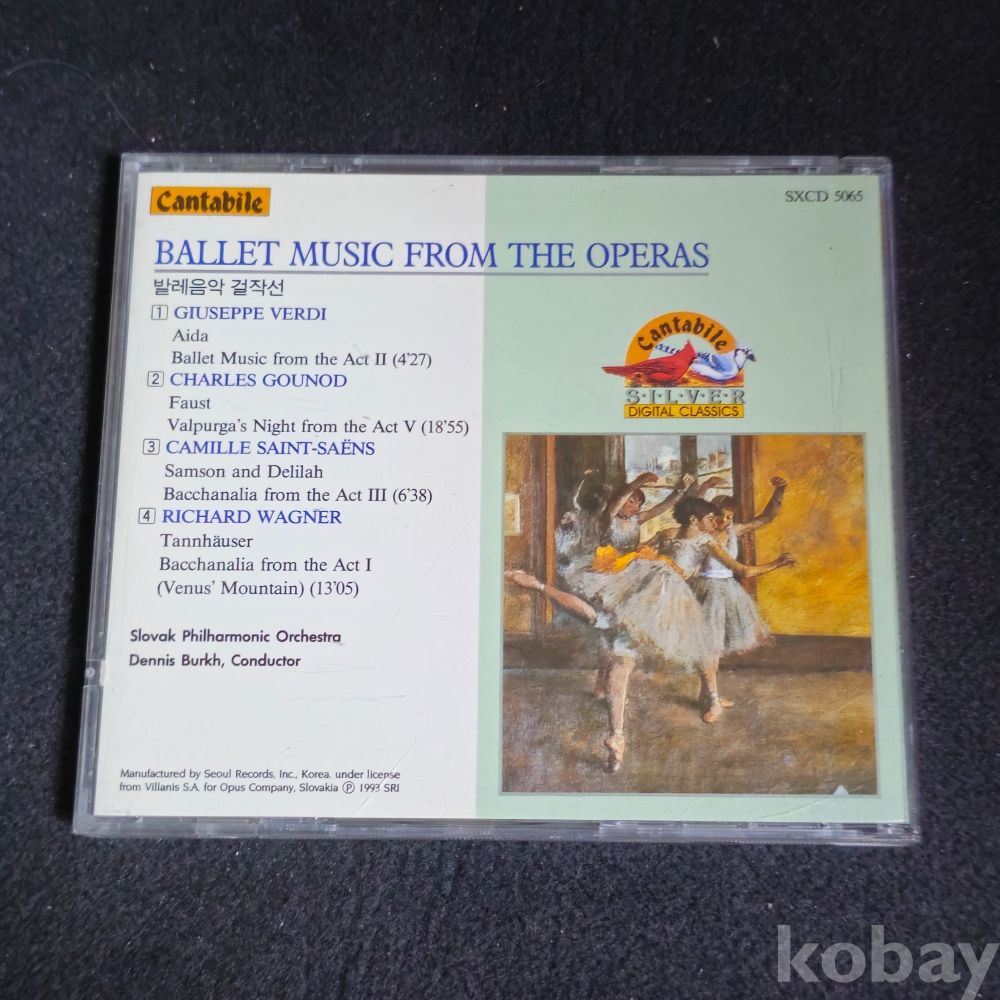 Cantabile
SXCD 5065
BALLET MUSIC FROM THE OPERAS
발레음악 걸작선
1 GIUSEPPE VERDI
Aida
Ballet Music from the Act II (4'27)
2 CHARLES GOUNOD
Faust
Valpurga's Night from the Act V (18'55)
3 CAMILLE SAINT-SAËNS
Samson and Delilah
Bacchanalia from the Act III (6'38)
4 RICHARD WAGNER
Tannhäuser
Bacchanalia from the Act I
(Venus' Mountain) (13'05)
Slovak Philharmonic Orchestra
Dennis Burkh, Conductor
Manufactured by Seoul Records, Inc., Korea. under license
from Villanis S.A. for Opus Company, Slovakia Ⓟ 1993 SRI
Cantabile
S·I·L·V·E·R
DIGITAL CLASSICS
kobay